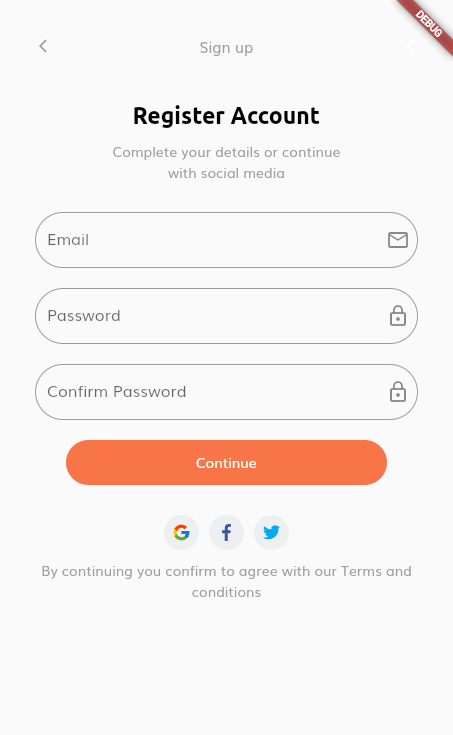 DEBUG
Sign up
Register Account
Complete your details or continue
with social media
Email
Password
Confirm Password
Continue
By continuing you confirm to agree with our Terms and
conditions